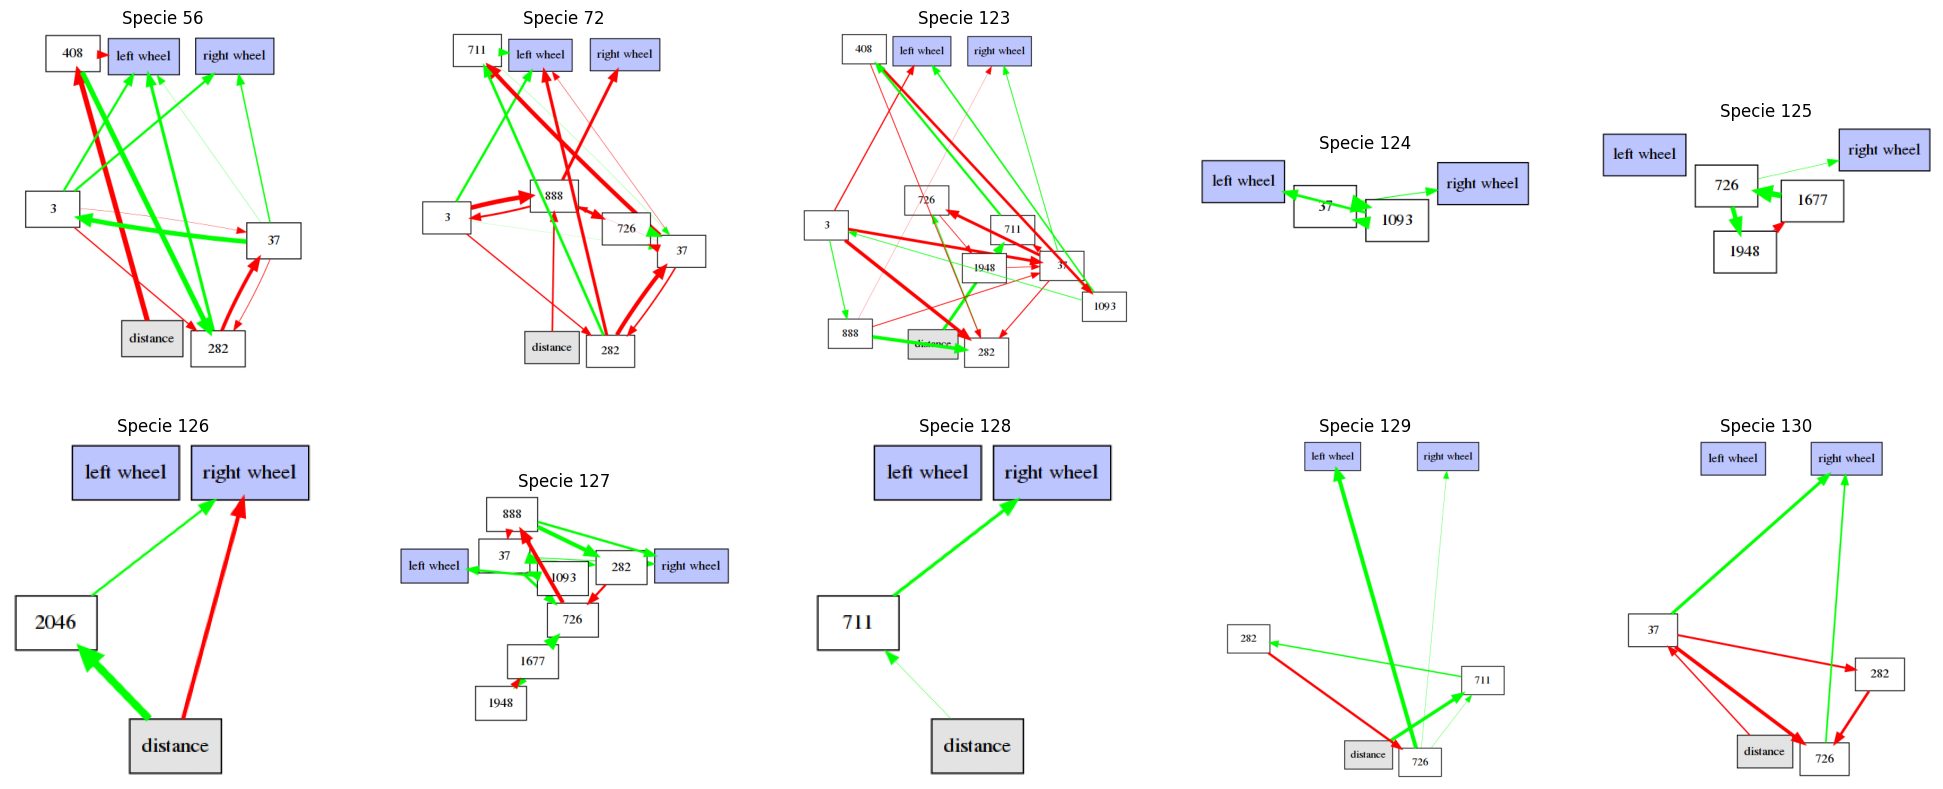 Specie 56
408
left wheel
right wheel
3
37
distance
282
Specie 72
711
left wheel
right wheel
888
3
726
37
distance
282
Specie 123
408
left wheel
right wheel
726
3
711
1948
37
1093
888
distance
282
Specie 124
left wheel
right wheel
37
1093
Specie 125
left wheel
right wheel
726
1677
1948
Specie 126
left wheel
right wheel
2046
distance
Specie 127
888
37
left wheel
1093
282
right wheel
726
1677
1948
Specie 128
left wheel
right wheel
711
distance
Specie 129
left wheel
right wheel
282
711
distance
726
Specie 130
left wheel
right wheel
37
282
distance
726